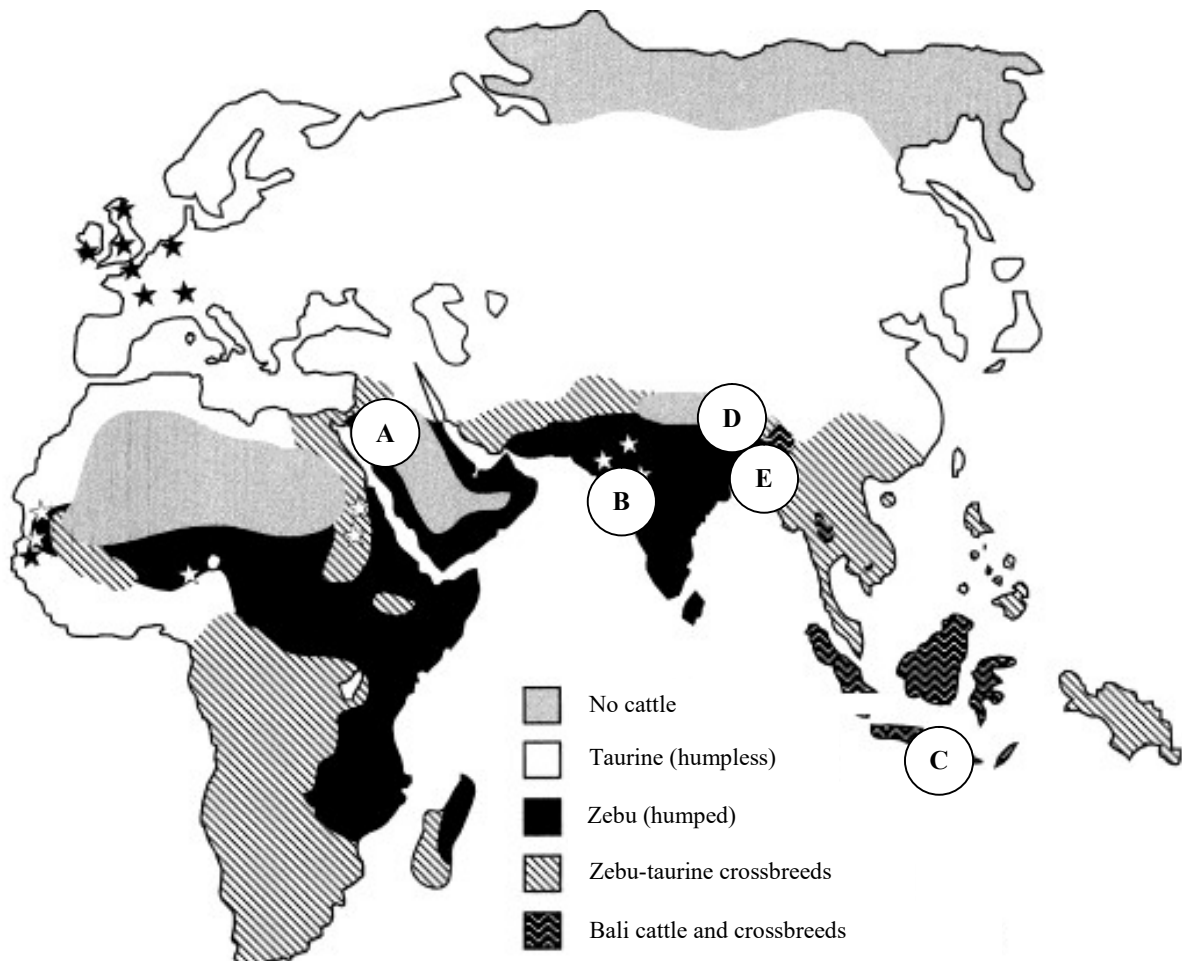 A
D
E
B
No cattle
Taurine (humpless)
C
Zebu (humped)
Zebu-taurine crossbreeds
Bali cattle and crossbreeds